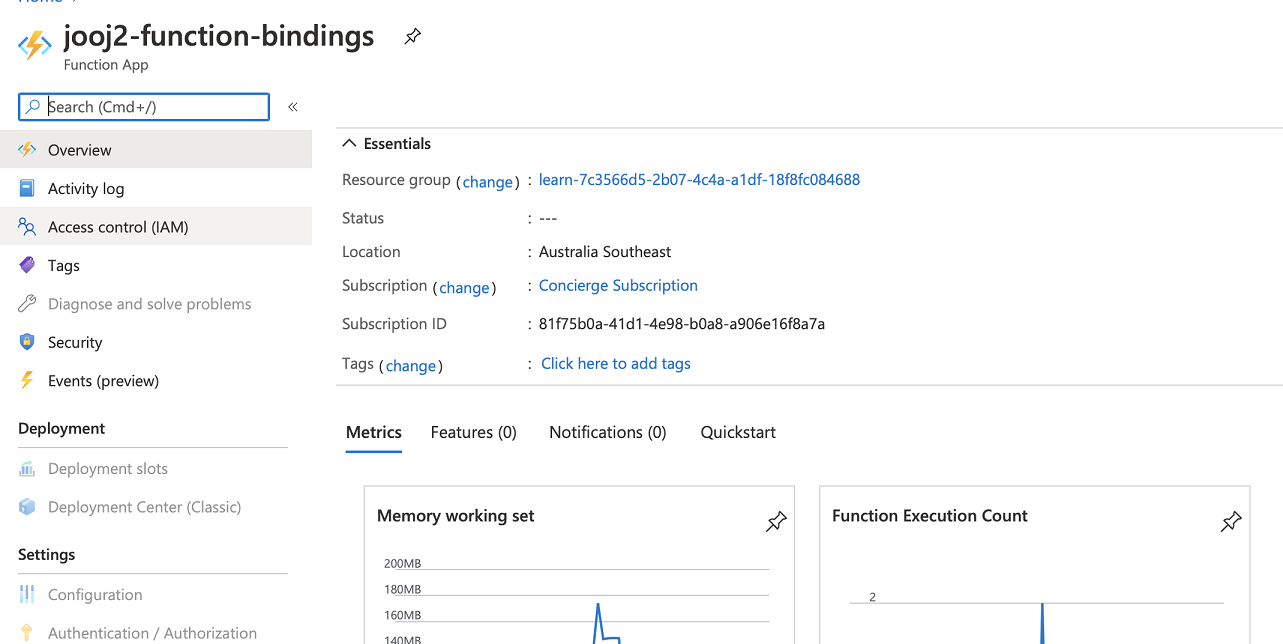 Home
jooj2-function-bindings
Function App
Search (Cmd+/)
«
Overview
Activity log
Access control (IAM)
Tags
Diagnose and solve problems
Security
Events (preview)
Deployment
Deployment slots
Deployment Center (Classic)
Settings
Configuration
Authentication / Authorization
Essentials
Resource group (change) : learn-7c3566d5-2b07-4c4a-a1df-18f8fc084688
Status : ---
Location : Australia Southeast
Subscription (change) : Concierge Subscription
Subscription ID : 81f75b0a-41d1-4e98-b0a8-a906e16f8a7a
Tags (change) : Click here to add tags
Metrics Features (0) Notifications (0) Quickstart
Memory working set
200MB
180MB
160MB
140MB
Function Execution Count
2